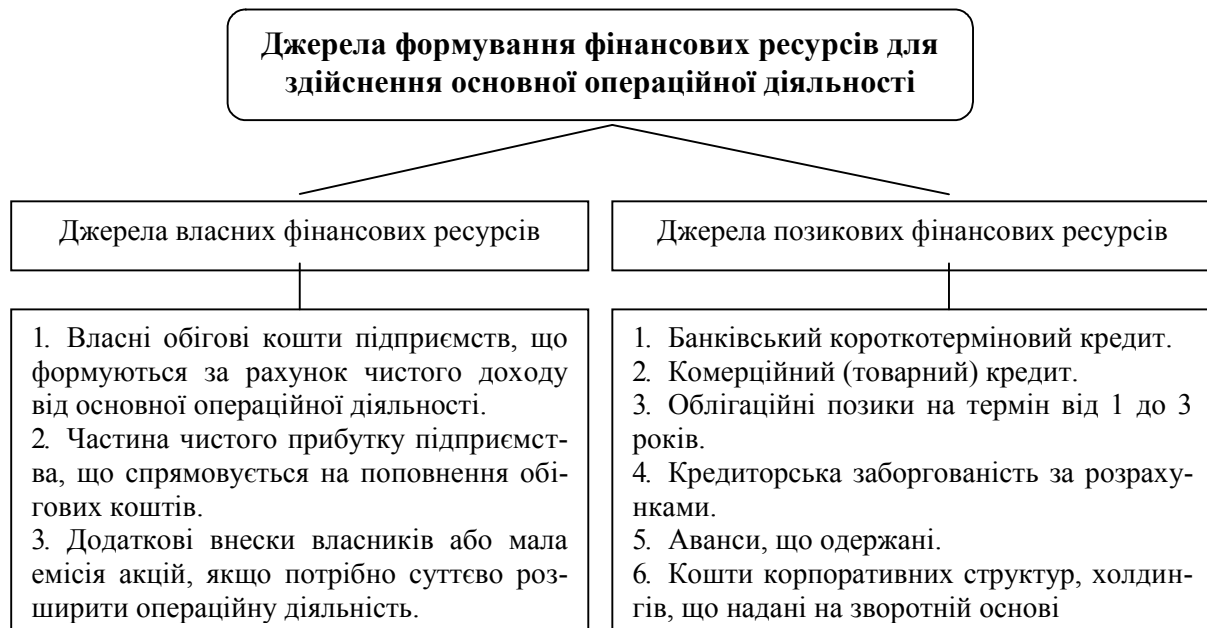 Джерела формування фінансових ресурсів для
здійснення основної операційної діяльності
Джерела власних фінансових ресурсів
1. Власні обігові кошти підприємств, що
формуються за рахунок чистого доходу
від основної операційної діяльності.
2. Частина чистого прибутку підприємст-
ва, що спрямовується на поповнення обі-
гових коштів.
3. Додаткові внески власників або мала
емісія акцій, якщо потрібно суттєво роз-
ширити операційну діяльність.
Джерела позикових фінансових ресурсів
1. Банківський короткотерміновий кредит.
2. Комерційний (товарний) кредит.
3. Облігаційні позики на термін від 1 до 3
років.
4. Кредиторська заборгованість за розраху-
нками.
5. Аванси, що одержані.
6. Кошти корпоративних структур, холдин-
гів, що надані на зворотній основі